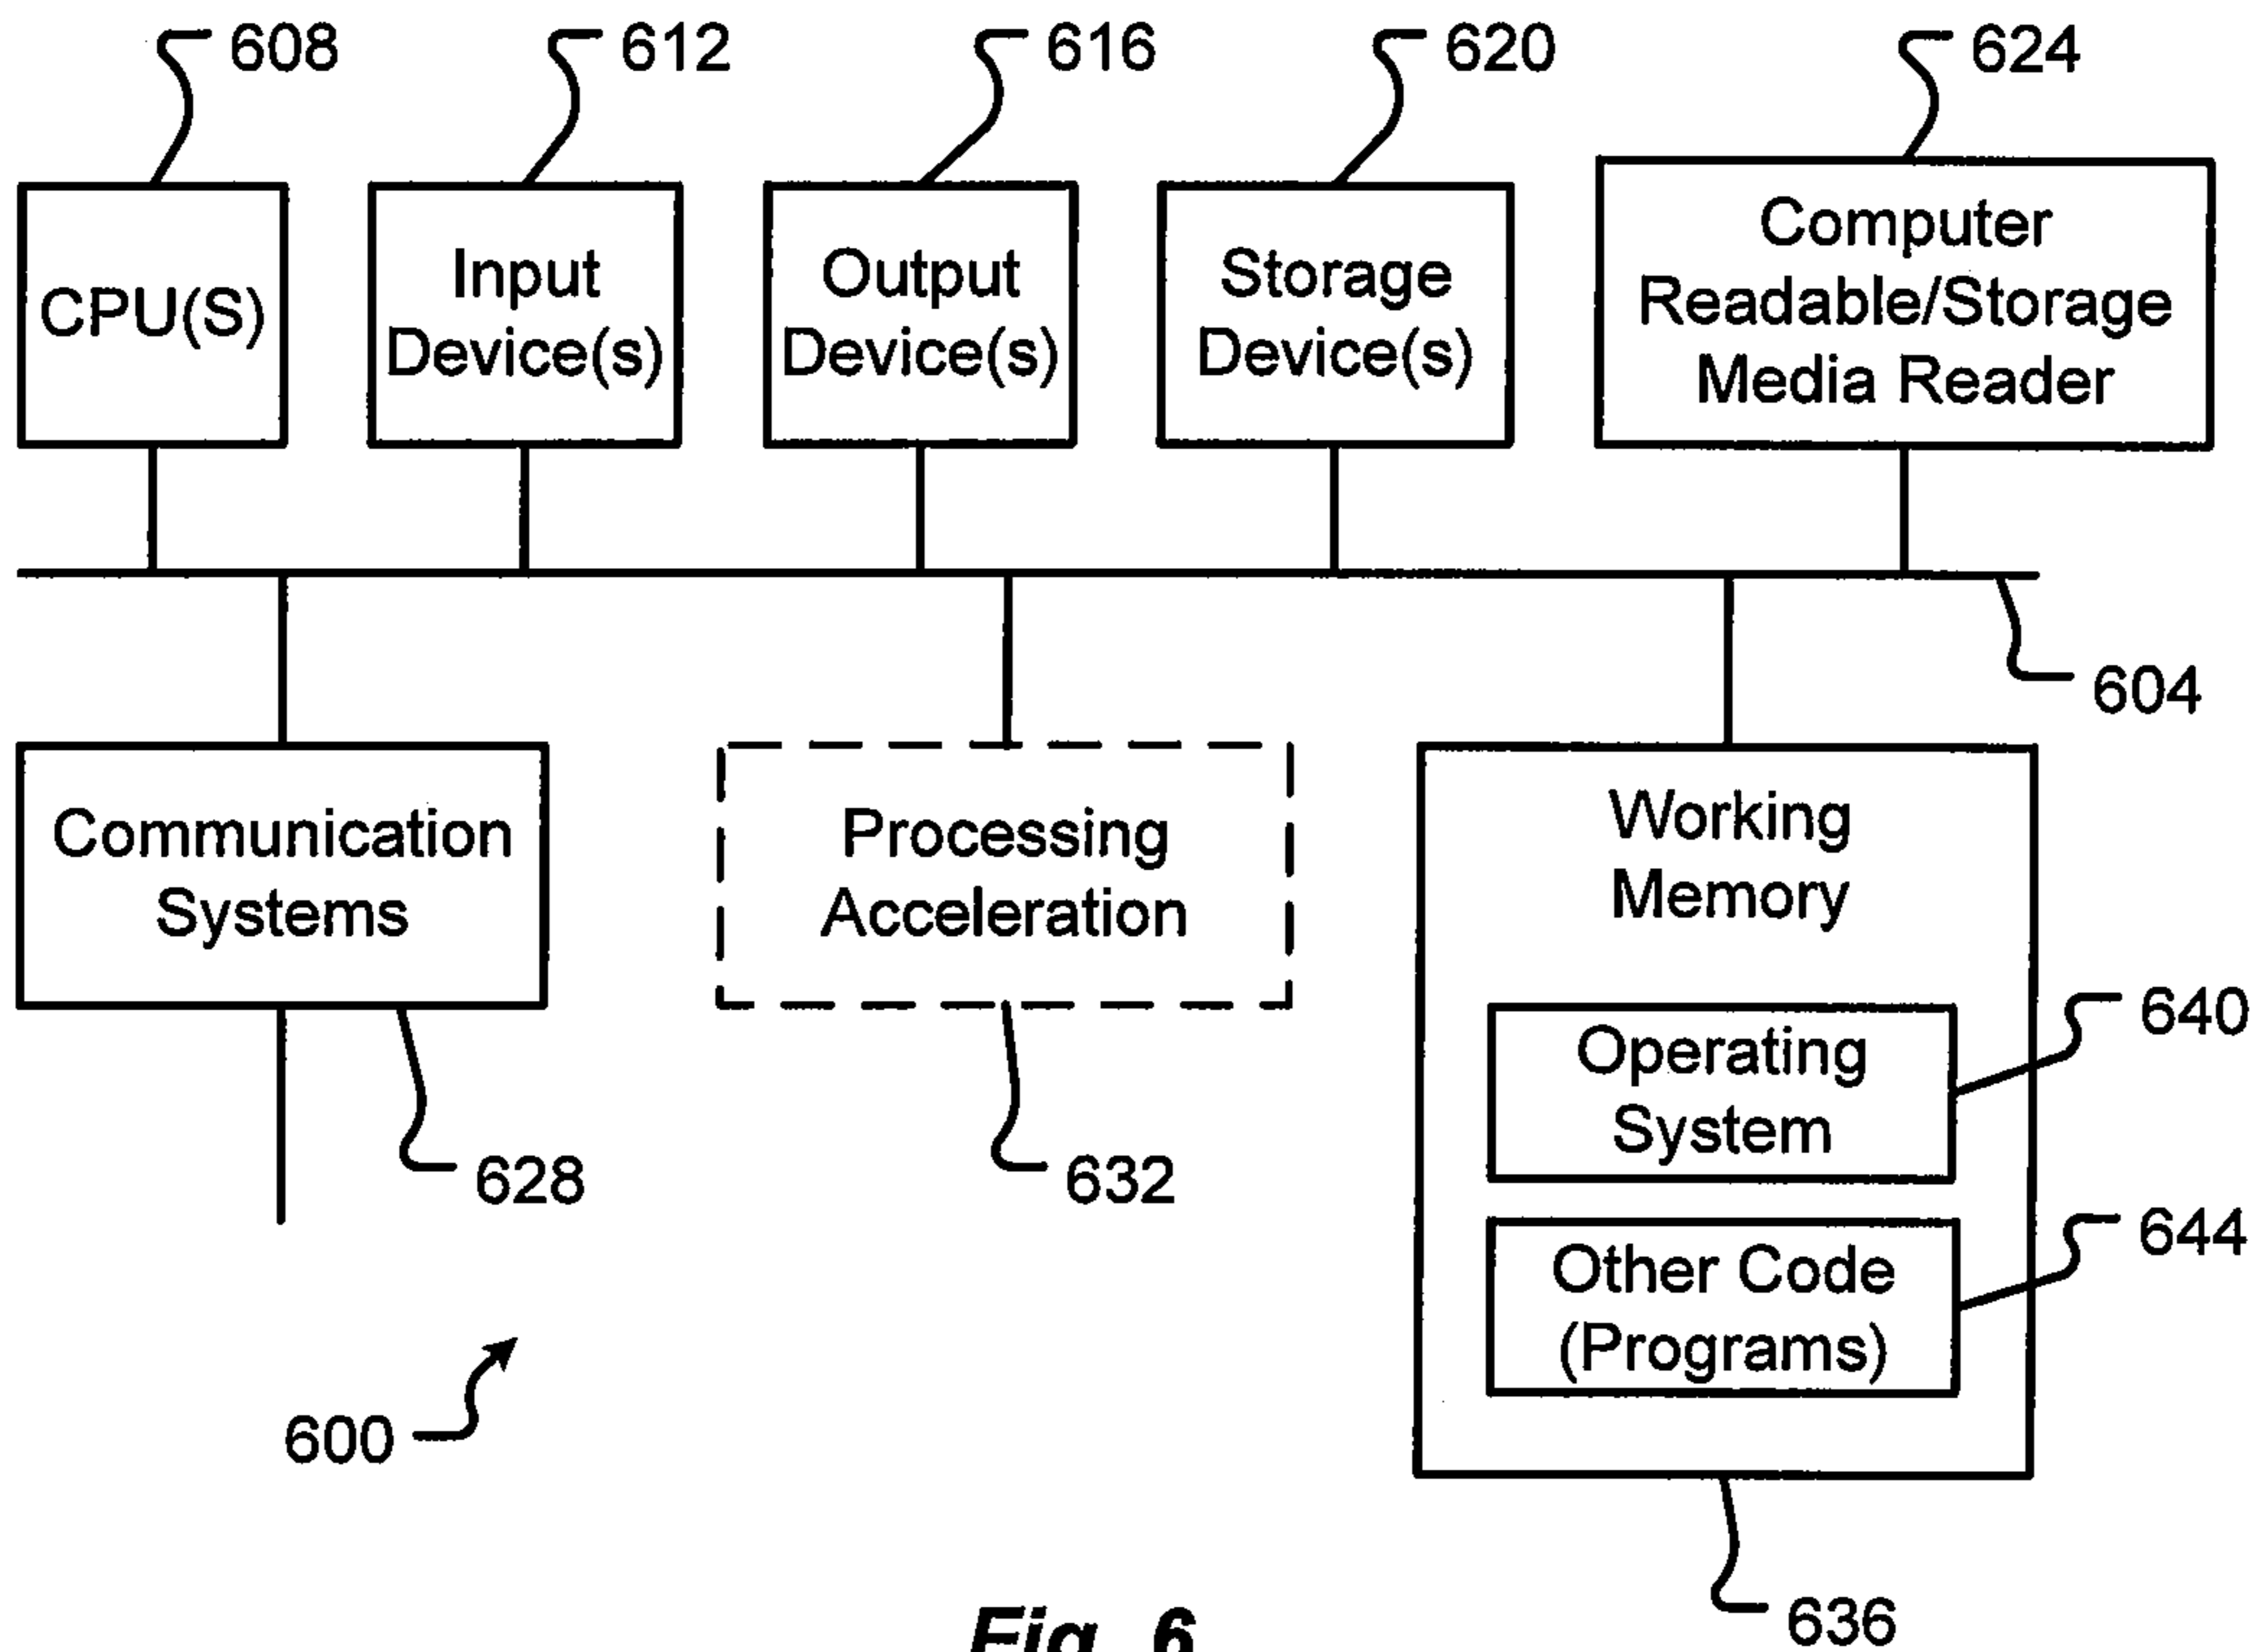 608
612
616
620
624
CPU(S)
Input
Device(s)
Output
Device(s)
Storage
Device(s)
Computer
Readable/Storage
Media Reader
604
Communication
Systems
Processing
Acceleration
Working
Memory
Operating
System
640
628
632
Other Code
(Programs)
644
600
636
Fig. 6